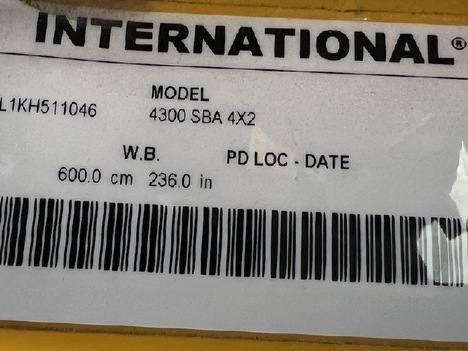 INTERNATIONAL®
MODEL
L1KH511046 4300 SBA 4X2
W.B. PD LOC - DATE
600.0 cm 236.0 in